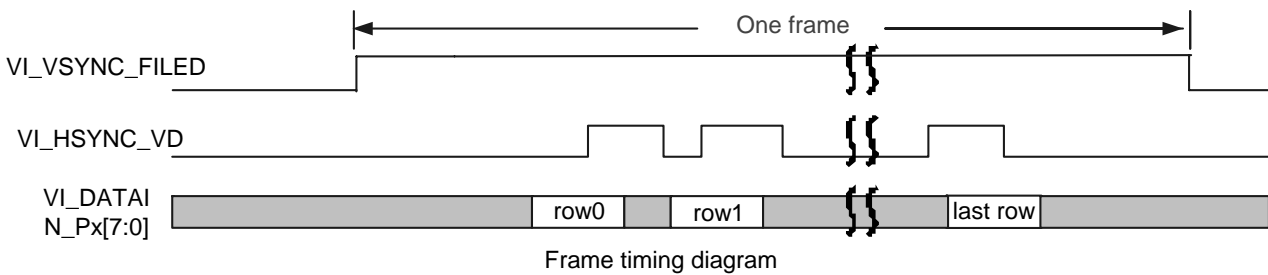 One frame
VI_VSYNC_FILED
VI_HSYNC_VD
VI_DATAI
N_Px[7:0]
row0 row1 last row
Frame timing diagram